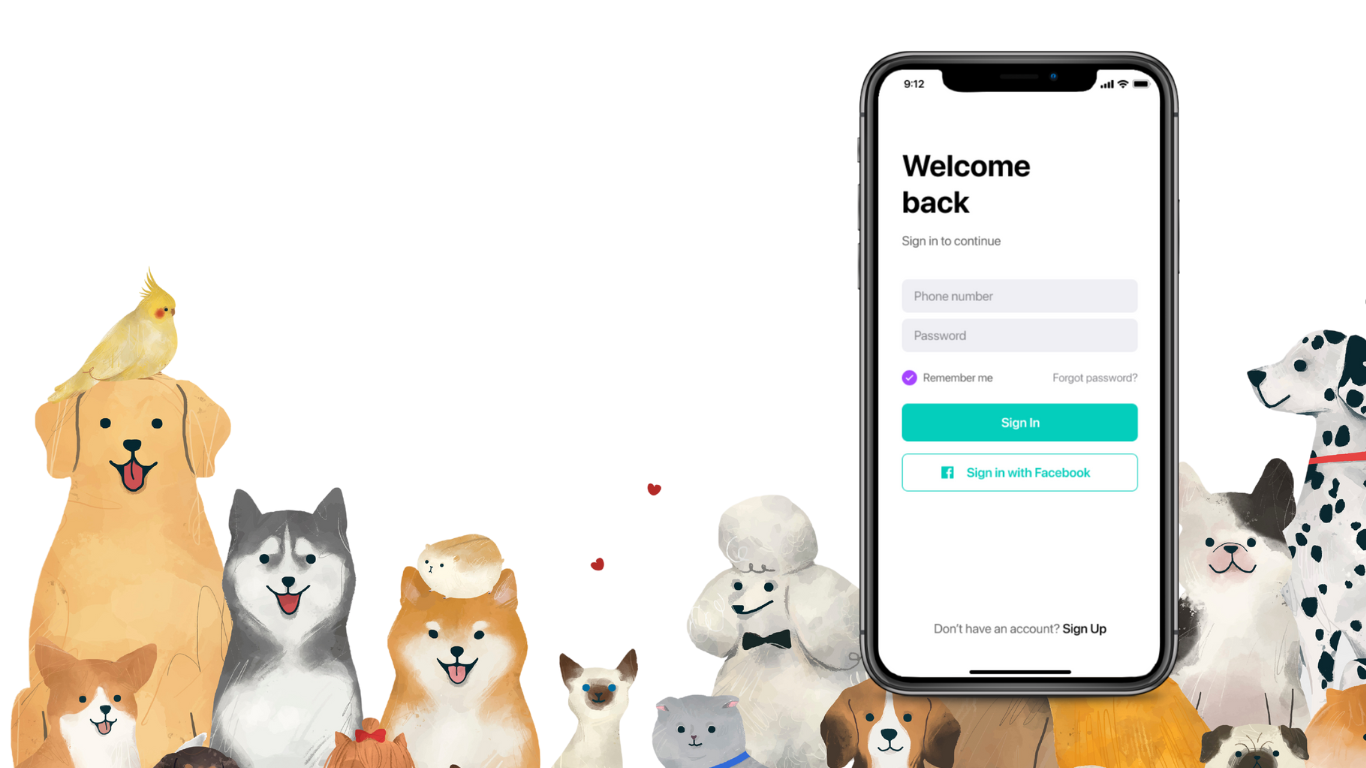 9:12
Welcome
back
Sign in to continue
Phone number
Password
Remember me
Forgot password?
Sign In
Sign in with Facebook
Don't have an account? Sign Up